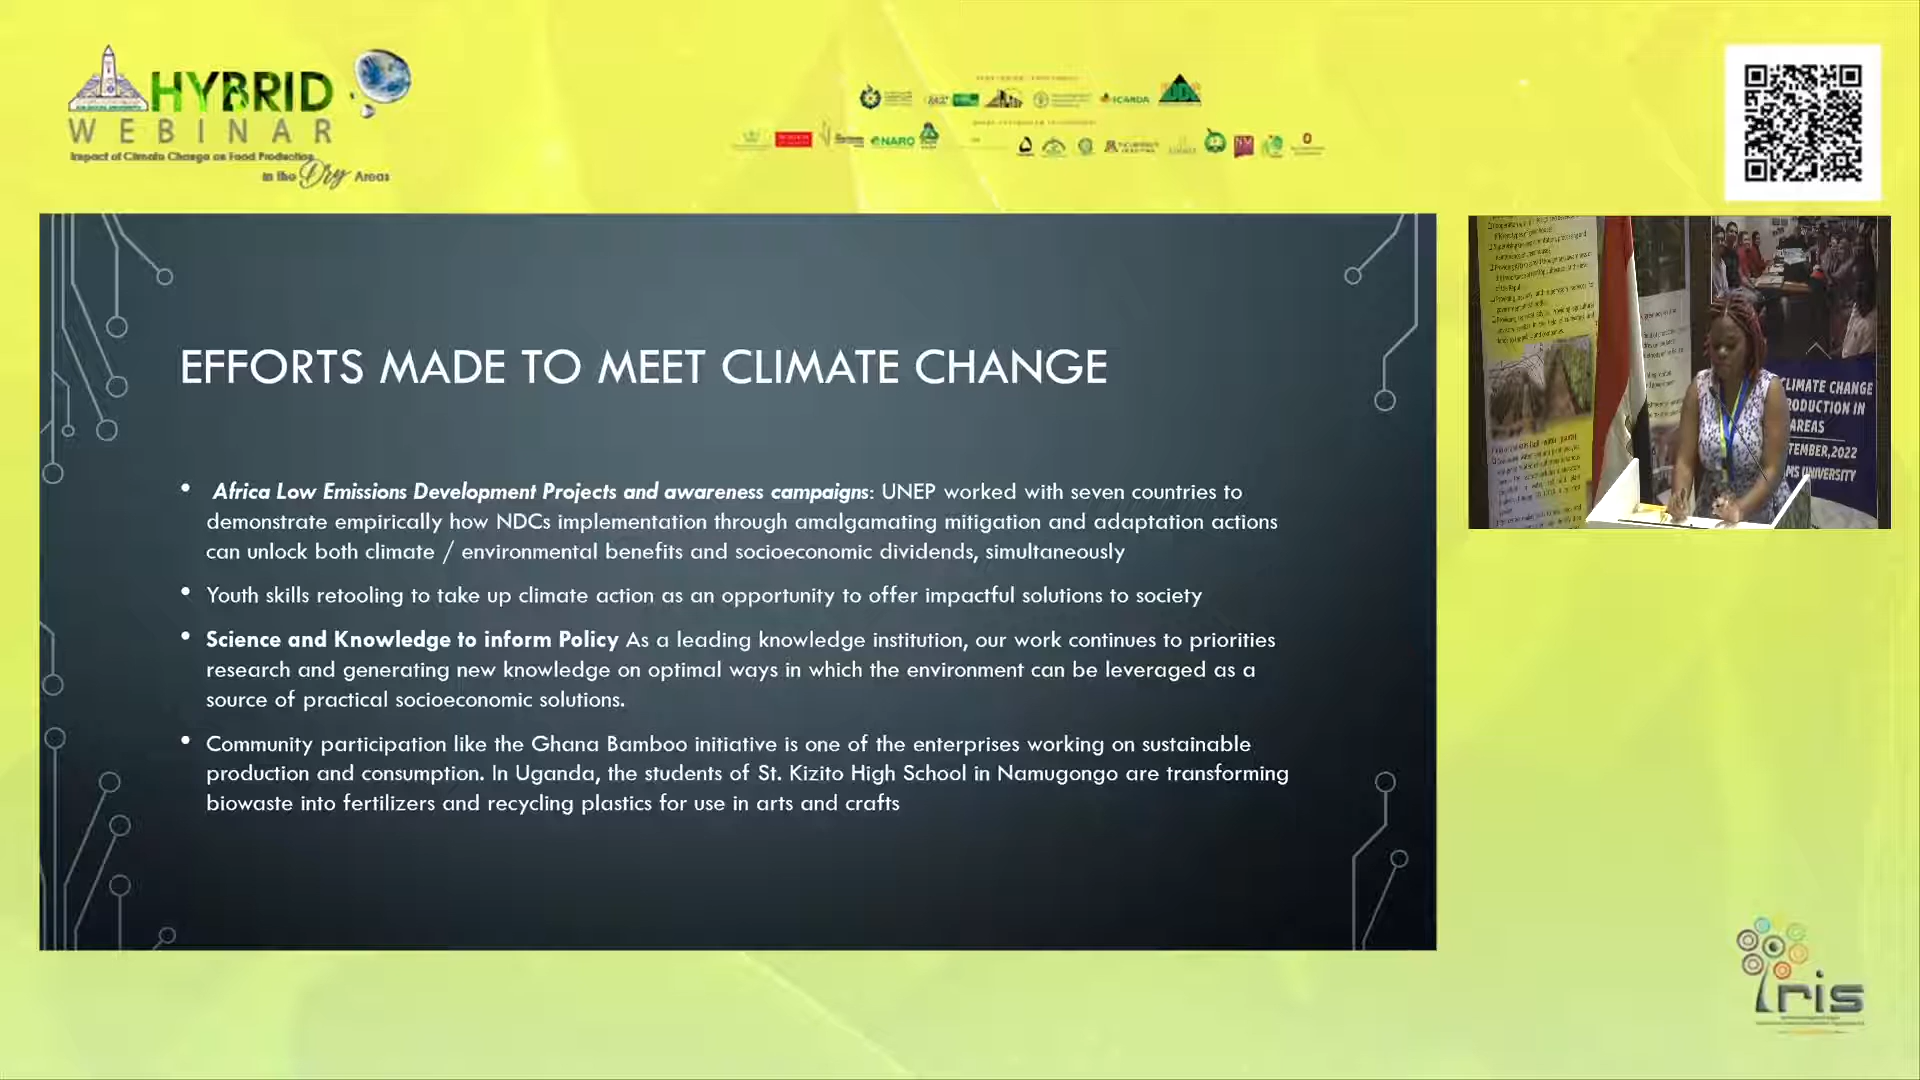 HYBRID
WEBINAR
Impact of Climate Change on Food Production
in the Dry Areas
ICARDA
NARO
EFFORTS MADE TO MEET CLIMATE CHANGE
• Africa Low Emissions Development Projects and awareness campaigns: UNEP worked with seven countries to
demonstrate empirically how NDCs implementation through amalgamating mitigation and adaptation actions
can unlock both climate / environmental benefits and socioeconomic dividends, simultaneously
• Youth skills retooling to take up climate action as an opportunity to offer impactful solutions to society
• Science and Knowledge to inform Policy As a leading knowledge institution, our work continues to priorities
research and generating new knowledge on optimal ways in which the environment can be leveraged as a
source of practical socioeconomic solutions.
• Community participation like the Ghana Bamboo initiative is one of the enterprises working on sustainable
production and consumption. In Uganda, the students of St. Kizito High School in Namugongo are transforming
biowaste into fertilizers and recycling plastics for use in arts and crafts
CLIMATE CHANGE
RODUCTION IN
AREAS
TEMBER,2022
MS UNIVERSITY
Iris